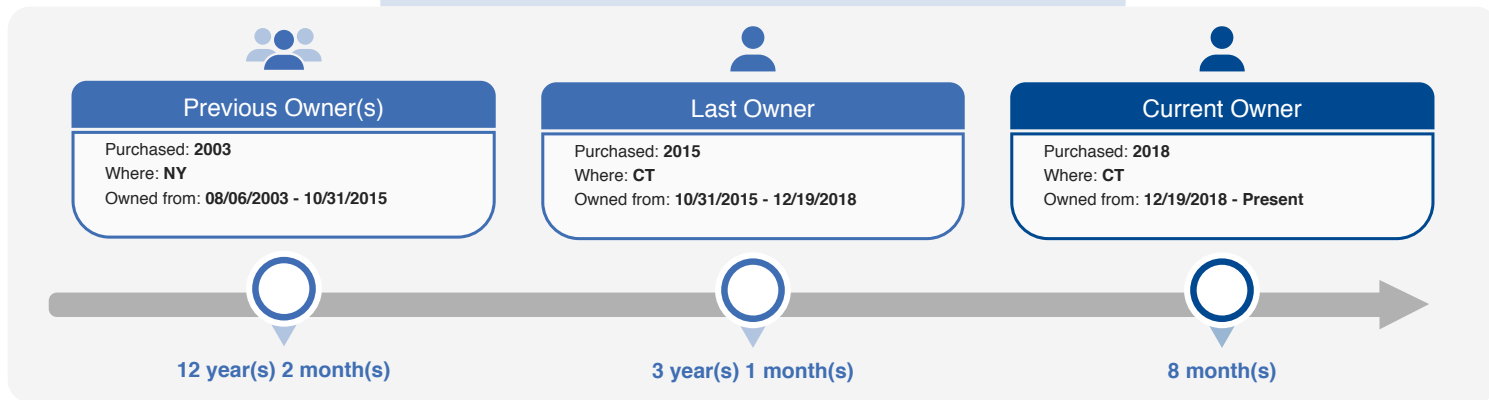 Previous Owner(s)
Purchased: 2003
Where: NY
Owned from: 08/06/2003 - 10/31/2015
12 year(s) 2 month(s)
Last Owner
Purchased: 2015
Where: CT
Owned from: 10/31/2015 - 12/19/2018
3 year(s) 1 month(s)
Current Owner
Purchased: 2018
Where: CT
Owned from: 12/19/2018 - Present
8 month(s)